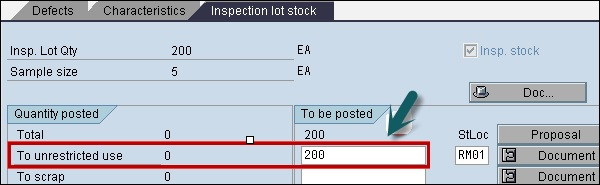 Defects Characteristics Inspection lot stock
Insp. Lot Qty 200 EA Insp. stock
Sample size 5 EA
Doc...
Quantity posted To be posted
Total 0 200 StLoc Proposal
To unrestricted use 0 200 RM01 Document
To scrap 0 Document